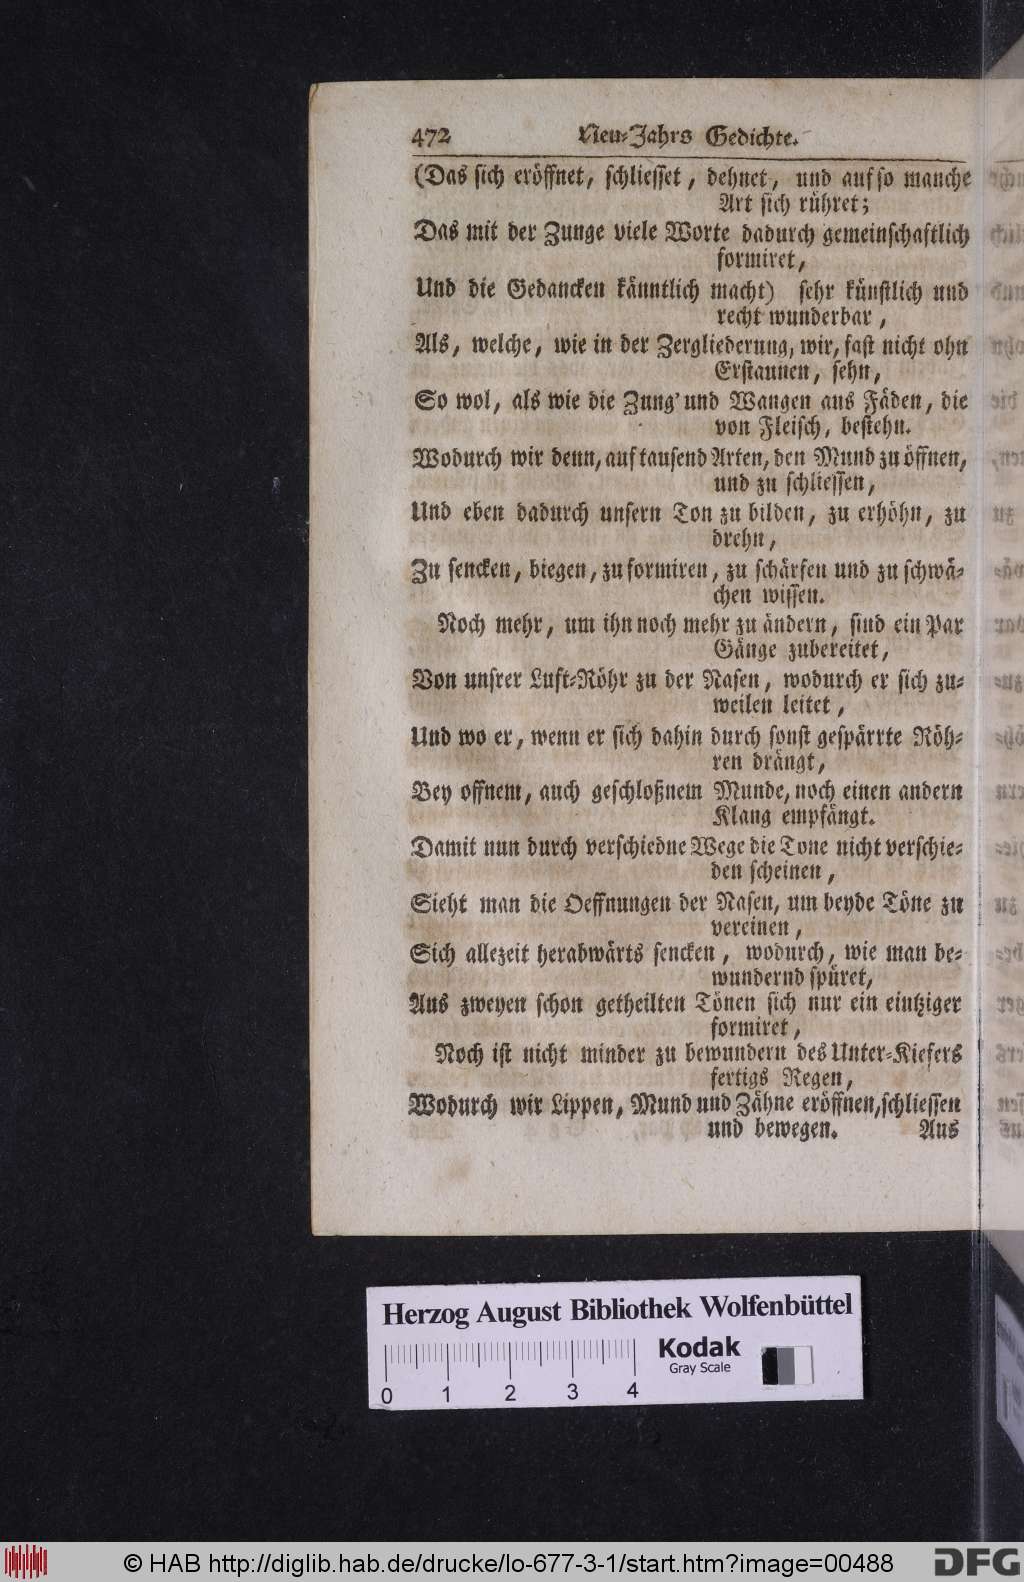 472 Neu-Jahrs Gedichte.
(Das sich eröffnet, schliesset, dehnet, und auf so manche
Art sich rühret;
Das mit der Zunge viele Worte dadurch gemeinschaftlich
formiret,
Und die Gedancken känntlich macht) sehr künstlich und
recht wunderbar,
Als, welche, wie in der Zergliederung, wir, fast nicht ohn
Erstaunen, sehn,
So wol, als wie die Zung' und Wangen aus Fäden, die
von Fleisch, bestehn.
Wodurch wir denn, auf tausend Arten, den Mund zu öffnen,
und zu schliessen,
Und eben dadurch unsern Ton zu bilden, zu erhöhn, zu
drehn,
Zu sencken, biegen, zu formiren, zu schärfen und zu schwä-
chen wissen.
Noch mehr, um ihn noch mehr zu ändern, sind ein Par
Gänge zubereitet,
Von unsrer Luft-Röhr zu der Nasen, wodurch er sich zu-
weilen leitet,
Und wo er, wenn er sich dahin durch sonst gespärrte Röh-
ren drängt,
Bey offnem, auch geschloßnem Munde, noch einen andern
Klang empfängt.
Damit nun durch verschiedne Wege die Tone nicht verschie-
den scheinen,
Sieht man die Oeffnungen der Nasen, um beyde Töne zu
vereinen,
Sich allezeit herabwärts sencken, wodurch, wie man be-
wundernd spüret,
Aus zweyen schon getheilten Tönen sich nur ein eintziger
formiret,
Noch ist nicht minder zu bewundern des Unter-Kiefers
fertigs Regen,
Wodurch wir Lippen, Mund und Zähne eröffnen, schliessen
und bewegen. Aus
Herzog August Bibliothek Wolfenbüttel
Kodak
Gray Scale
0 1 2 3 4
© HAB http://diglib.hab.de/drucke/lo-677-3-1/start.htm?image=00488
DFG